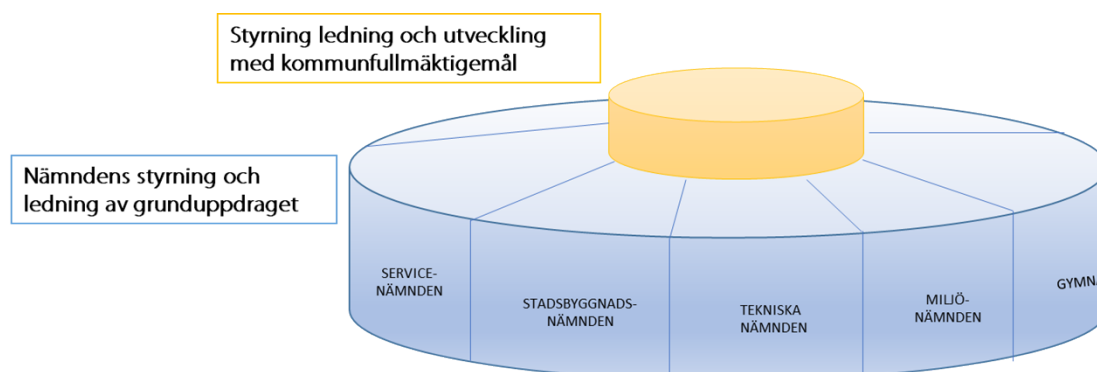 Styrning ledning och utveckling
med kommunfullmäktigemål
Nämndens styrning och
ledning av grunduppdraget
SERVICE-
NÄMNDEN
STADSBYGGNADS-
NÄMNDEN
TEKNISKA
NÄMNDEN
MILJÖ-
NÄMNDEN